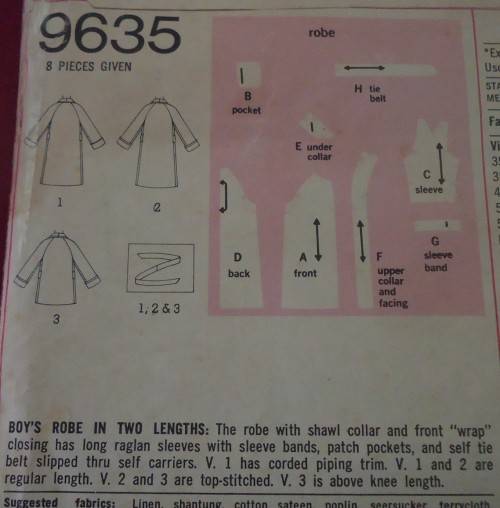 9635
8 PIECES GIVEN
robe
B
pocket
H tie
belt
E under
collar
C
sleeve
D
back
A
front
F
upper
collar
and
facing
G
sleeve
band
1
2
3
1, 2 & 3
BOY'S ROBE IN TWO LENGTHS: The robe with shawl collar and front "wrap"
closing has long raglan sleeves with sleeve bands, patch pockets, and self tie
belt slipped thru self carriers. V. 1 has corded piping trim. V. 1 and 2 are
regular length. V. 2 and 3 are top-stitched. V. 3 is above knee length.
Suggested fabrics: Linen, shantung, cotton sateen, poplin, seersucker, terrycloth,